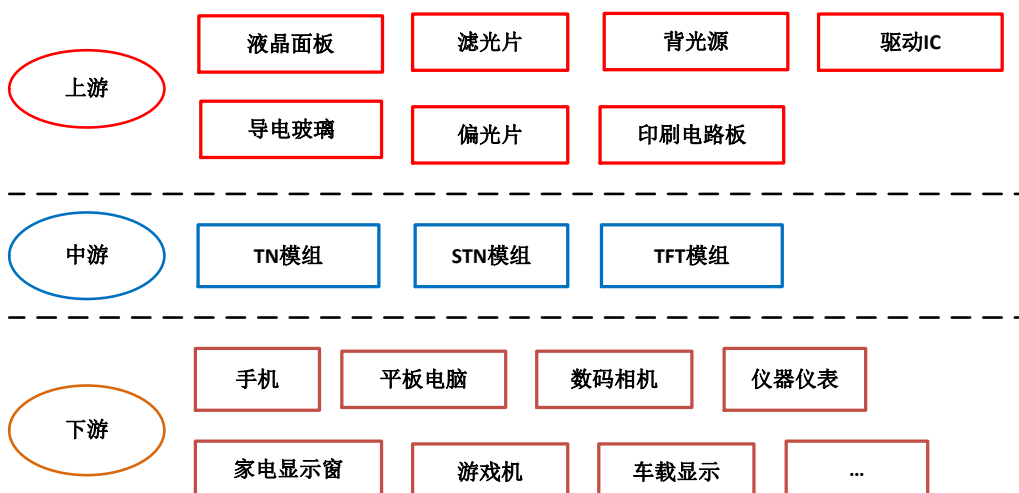 液晶面板
滤光片
背光源
驱动IC
上游
导电玻璃
偏光片
印刷电路板
中游
TN模组
STN模组
TFT模组
手机
平板电脑
数码相机
仪器仪表
下游
家电显示窗
游戏机
车载显示
...